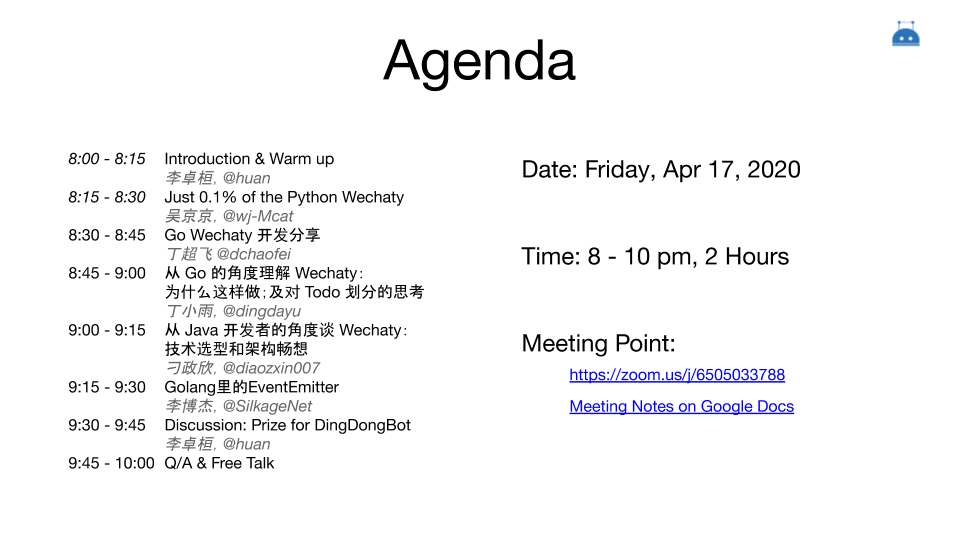 Agenda
8:00 - 8:15 Introduction & Warm up
李卓桓, @huan
8:15 - 8:30 Just 0.1% of the Python Wechaty
吴京京, @wj-Mcat
8:30 - 8:45 Go Wechaty 开发分享
丁超飞 @dchaofei
8:45 - 9:00 从 Go 的角度理解 Wechaty：
为什么这样做；及对 Todo 划分的思考
丁小雨, @dingdayu
9:00 - 9:15 从 Java 开发者的角度谈 Wechaty：
技术选型和架构畅想
刁政欣, @diaozxin007
9:15 - 9:30 Golang里的EventEmitter
李博杰, @SilkageNet
9:30 - 9:45 Discussion: Prize for DingDongBot
李卓桓, @huan
9:45 - 10:00 Q/A & Free Talk
Date: Friday, Apr 17, 2020
Time: 8 - 10 pm, 2 Hours
Meeting Point:
https://zoom.us/j/6505033788
Meeting Notes on Google Docs